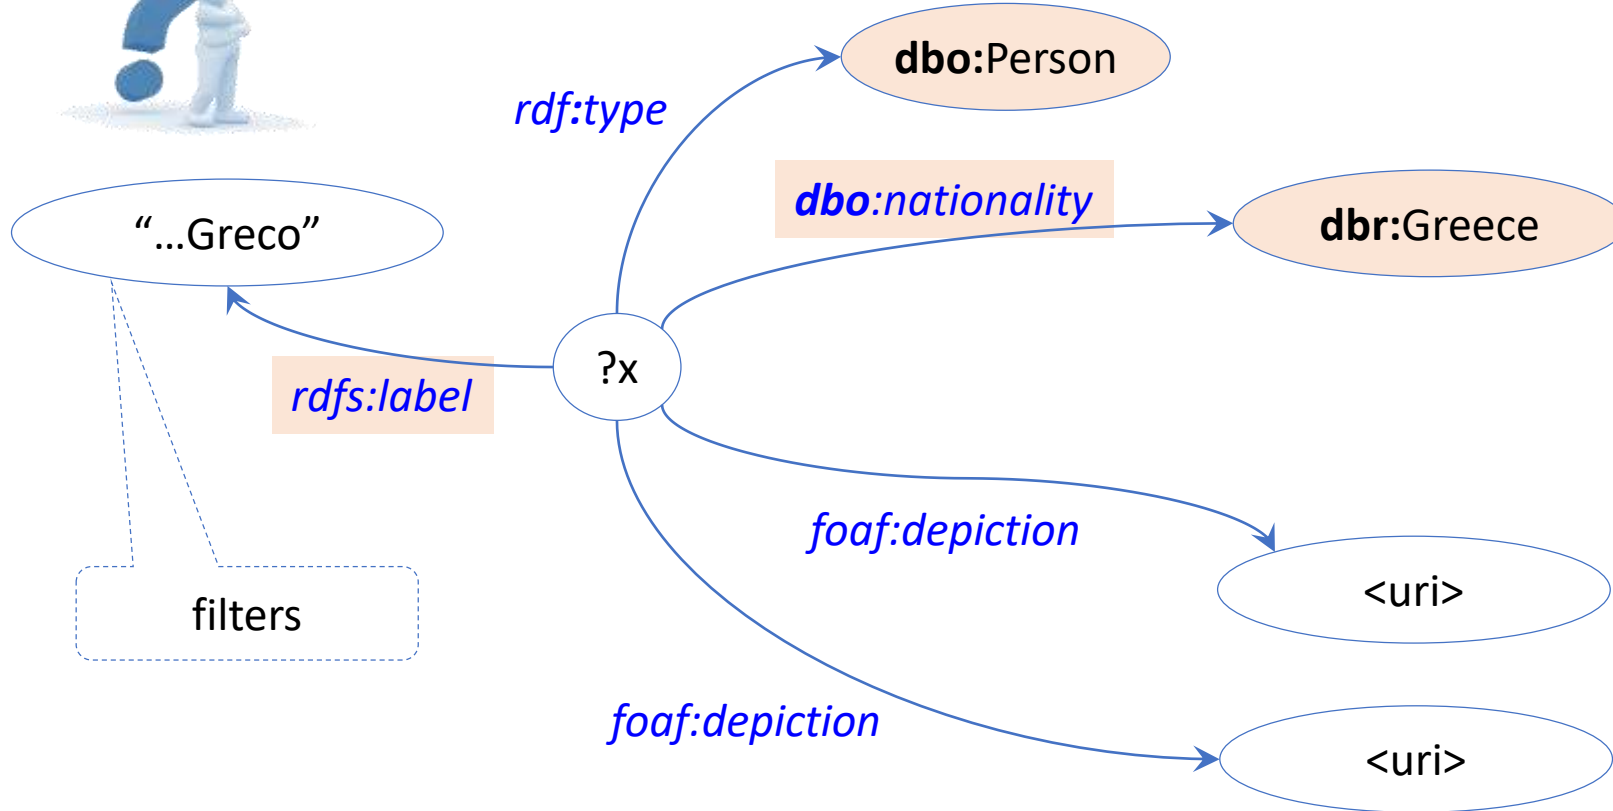 dbo:Person
rdf:type
dbo:nationality
“...Greco”
dbr:Greece
?x
rdfs:label
foaf:depiction
<uri>
filters
foaf:depiction
<uri>